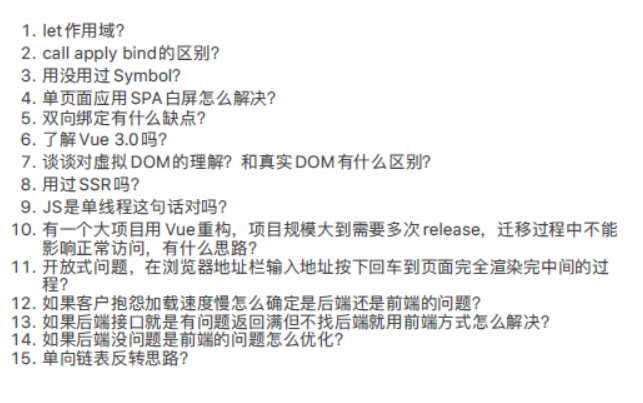 1. let作用域?
2. call apply bind的区别?
3. 用没用过Symbol?
4. 单页面应用SPA白屏怎么解决?
5. 双向绑定有什么缺点?
6. 了解Vue 3.0吗?
7. 谈谈对虚拟DOM的理解？和真实DOM有什么区别?
8. 用过SSR吗?
9. JS是单线程这句话对吗?
10. 有一个大项目用Vue重构，项目规模大到需要多次release，迁移过程中不能
影响正常访问，有什么思路?
11. 开放式问题，在浏览器地址栏输入地址按下回车到页面完全渲染完中间的过
程?
12. 如果客户抱怨加载速度慢怎么确定是后端还是前端的问题?
13. 如果后端接口就是有问题返回满但不找后端就用前端方式怎么解决?
14. 如果后端没问题是前端的问题怎么优化?
15. 单向链表反转思路?